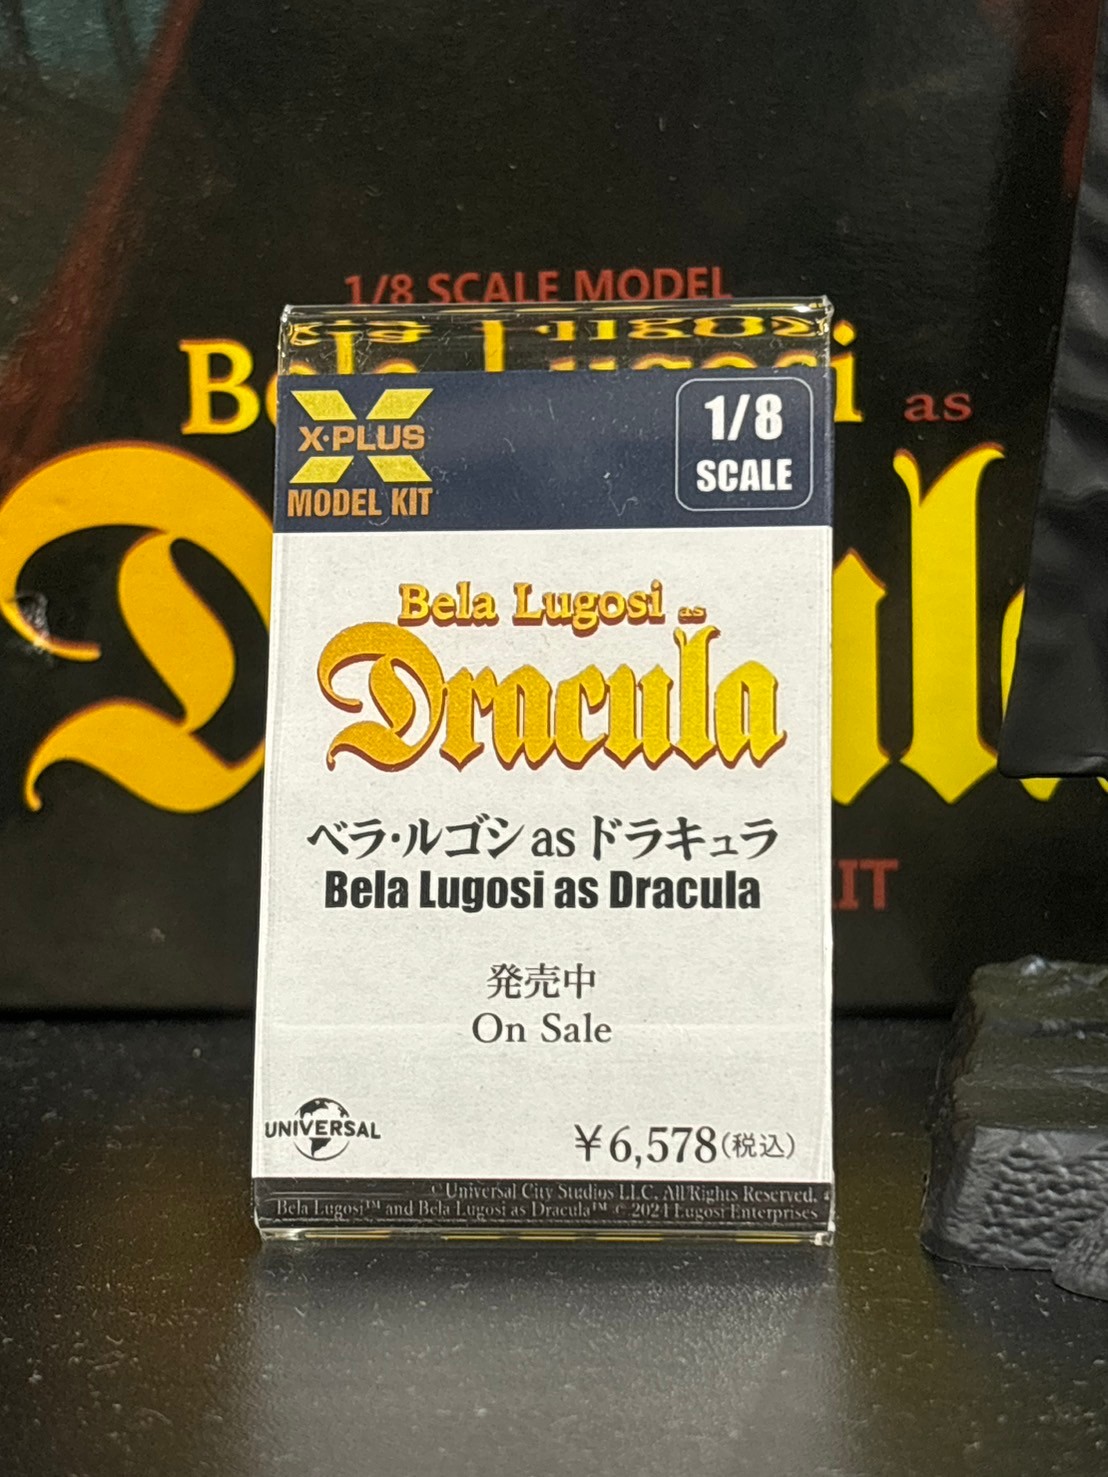 1/8 SCALE MODEL
Bela Lugosi as
X-PLUS
MODEL KIT
1/8
SCALE
Bela Lugosi as
Dracula
ベラ・ルゴシ as ドラキュラ
Bela Lugosi as Dracula
発売中
On Sale
UNIVERSAL
¥6,578(税込)
©Universal City Studios LLC. All Rights Reserved.
Bela Lugosi™ and Bela Lugosi as Dracula™ © 2024 Lugosi Enterprises